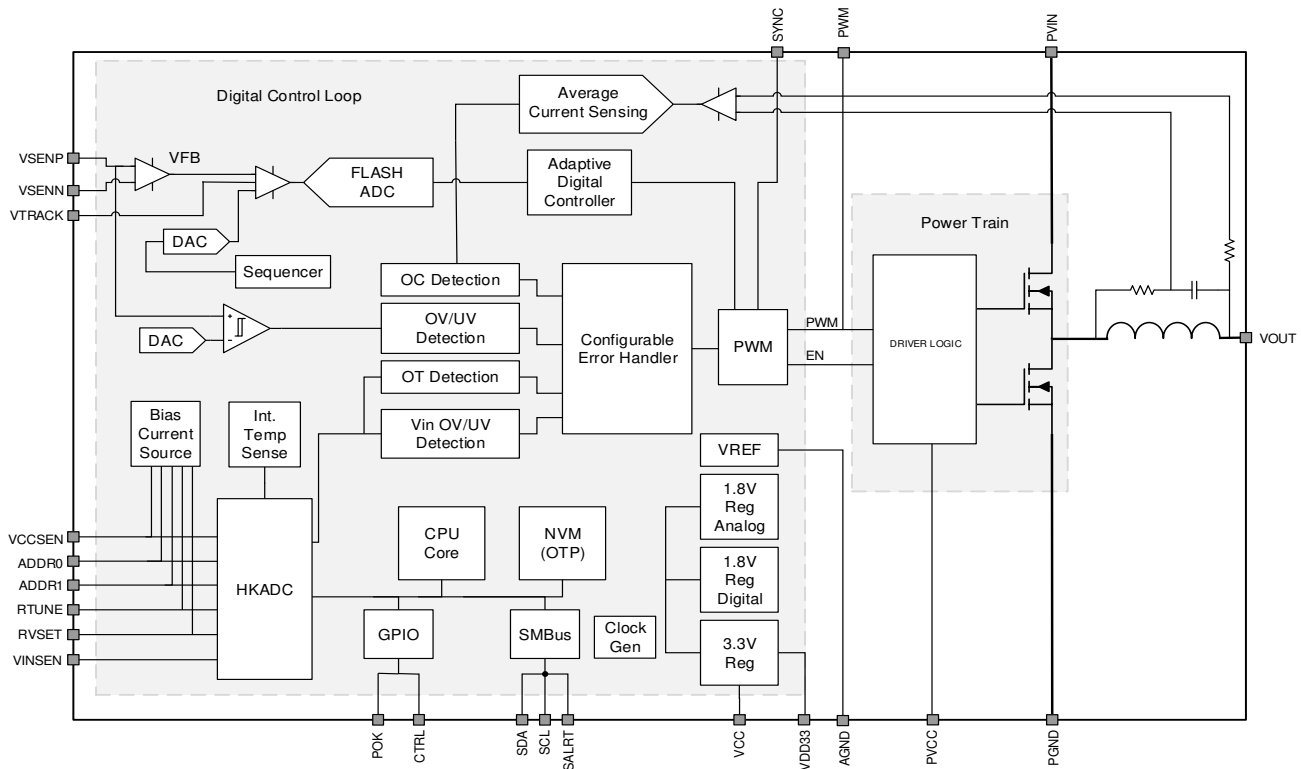 SYNC
PWM
PVIN
Digital Control Loop
Average
Current Sensing
VSENP
VFB
VSENN
VTRACK
FLASH
ADC
Adaptive
Digital
Controller
DAC
Sequencer
Power Train
OC Detection
OV/UV
Detection
DAC
+
-
OT Detection
Vin OV/UV
Detection
Configurable
Error Handler
PWM
PWM
EN
DRIVER LOGIC
VOUT
Bias
Current
Source
Int.
Temp
Sense
VREF
1.8V
Reg
Analog
1.8V
Reg
Digital
3.3V
Reg
VCCSEN
ADDR0
ADDR1
RTUNE
RVSET
VINSEN
HKADC
CPU
Core
NVM
(OTP)
GPIO
SMBus
Clock
Gen
POK
CTRL
SDA
SCL
SALRT
VCC
VDD33
AGND
PVCC
PGND